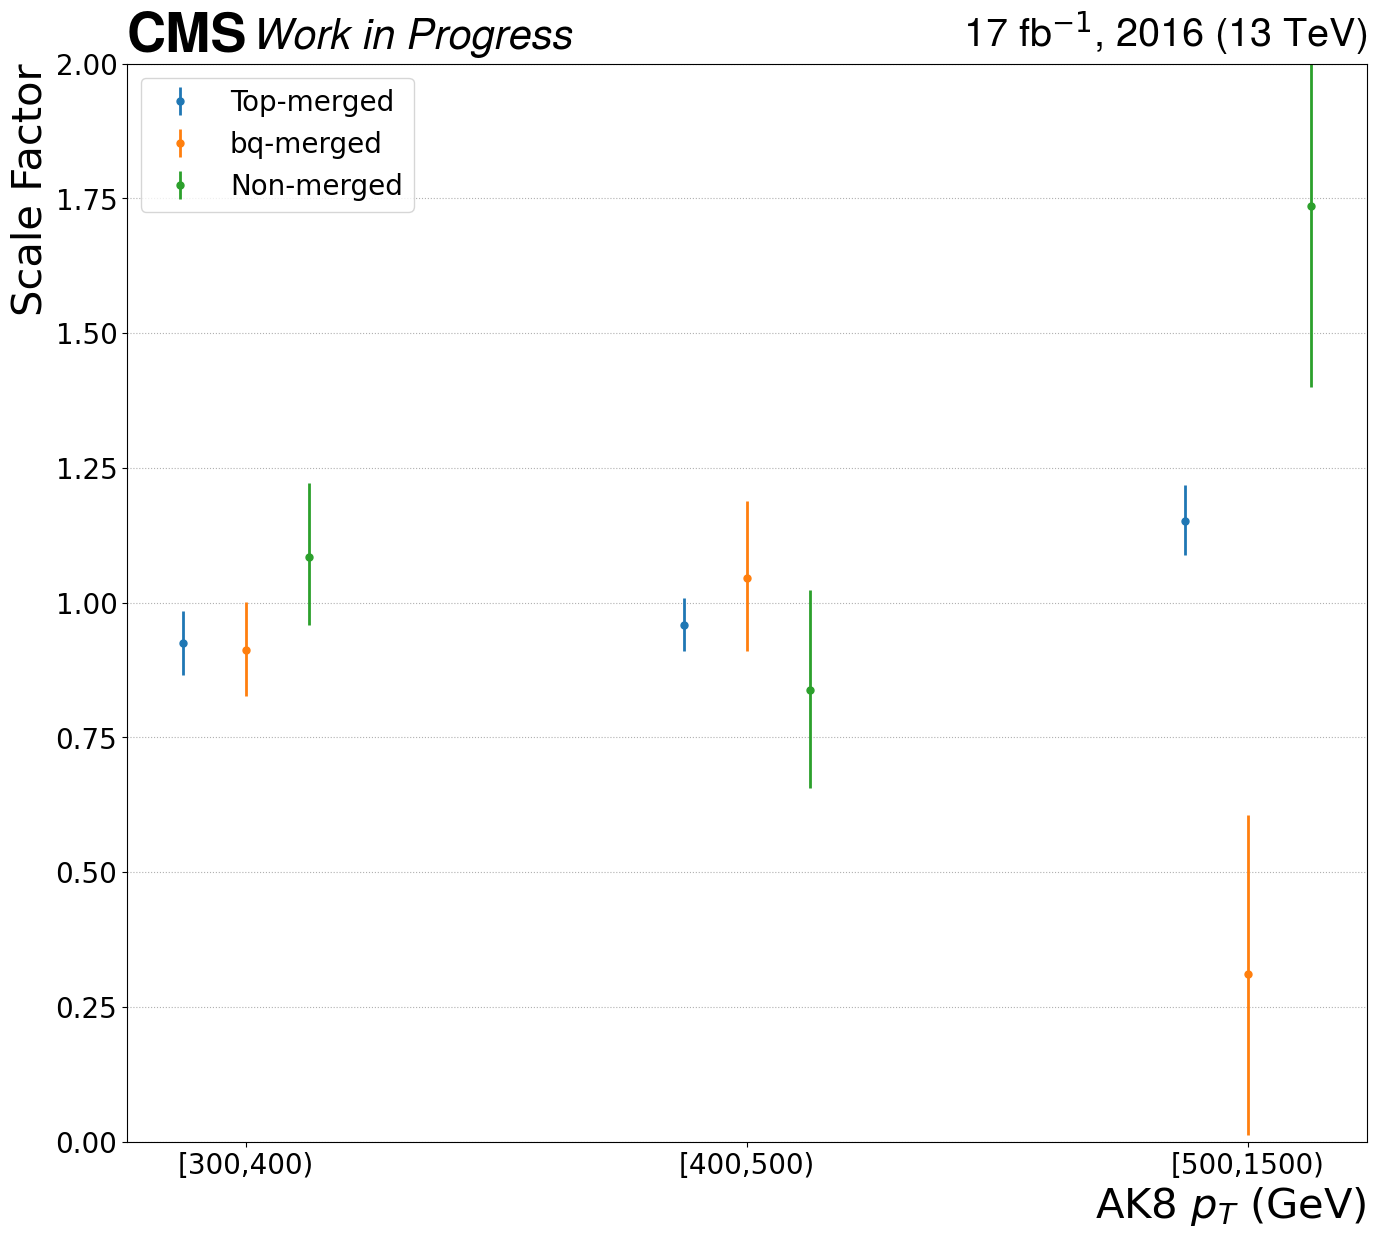 CMS Work in Progress
17 fb⁻¹, 2016 (13 TeV)
Scale Factor
2.00
1.75
1.50
1.25
1.00
0.75
0.50
0.25
0.00
Top-merged
bq-merged
Non-merged
[300,400)
[400,500)
[500,1500)
AK8 p_T (GeV)